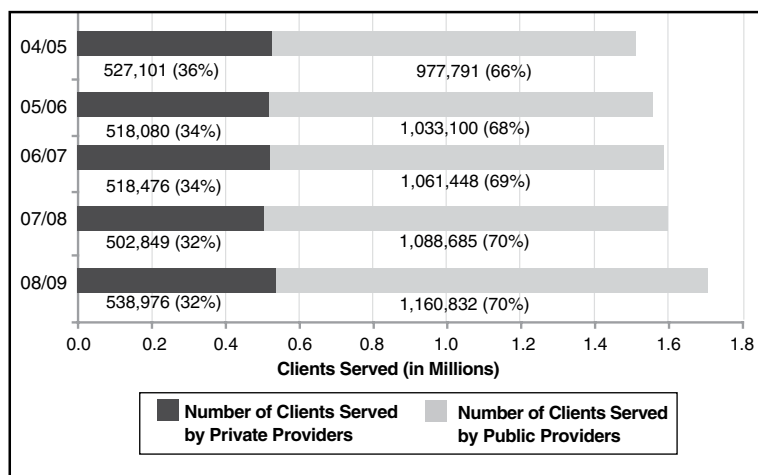 04/05
527,101 (36%) 977,791 (66%)
05/06
518,080 (34%) 1,033,100 (68%)
06/07
518,476 (34%) 1,061,448 (69%)
07/08
502,849 (32%) 1,088,685 (70%)
08/09
538,976 (32%) 1,160,832 (70%)
0.0 0.2 0.4 0.6 0.8 1.0 1.2 1.4 1.6 1.8
Clients Served (in Millions)
Number of Clients Served
by Private Providers
Number of Clients Served
by Public Providers